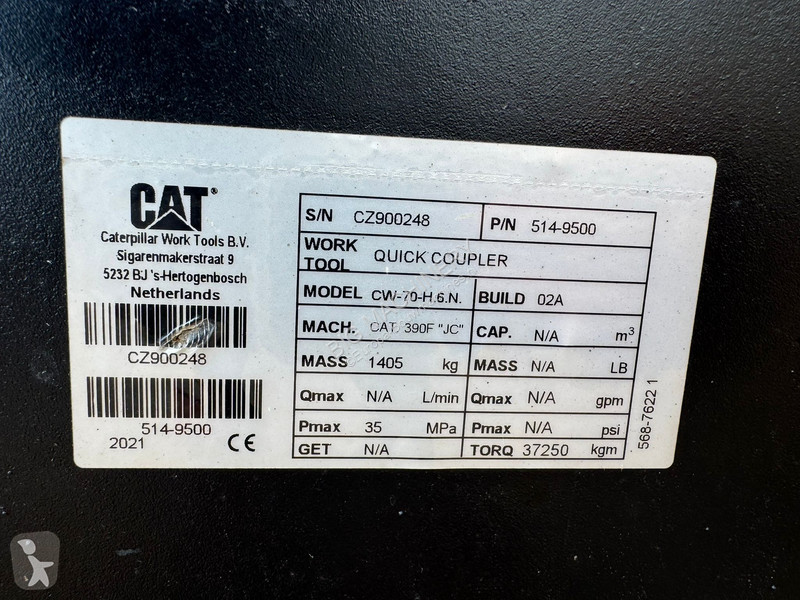 CAT®
Caterpillar Work Tools B.V.
Sigarenmakerstraat 9
5232 BJ 's-Hertogenbosch
Netherlands
CZ900248
514-9500
2021 CE
S/N CZ900248 P/N 514-9500
WORK TOOL QUICK COUPLER
MODEL CW-70-H.6.N. BUILD 02A
MACH. CAT. 390F "JC" CAP. N/A m³
MASS 1405 kg MASS N/A LB
Qmax N/A L/min Qmax N/A gpm
Pmax 35 MPa Pmax N/A psi
GET N/A TORQ 37250 kgm
568-7622 1